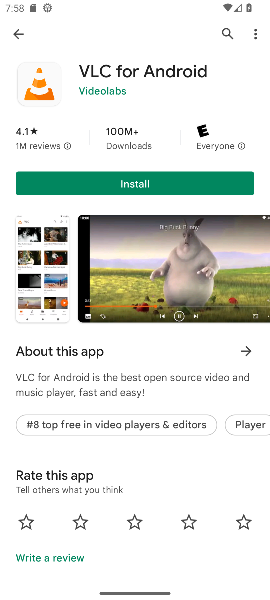 7:58
VLC for Android
Videolabs
4.1★
1M reviews
100M+
Downloads
E
Everyone
Install
Big Buck Bunny
About this app
VLC for Android is the best open source video and
music player, fast and easy!
#8 top free in video players & editors
Player
Rate this app
Tell others what you think
Write a review